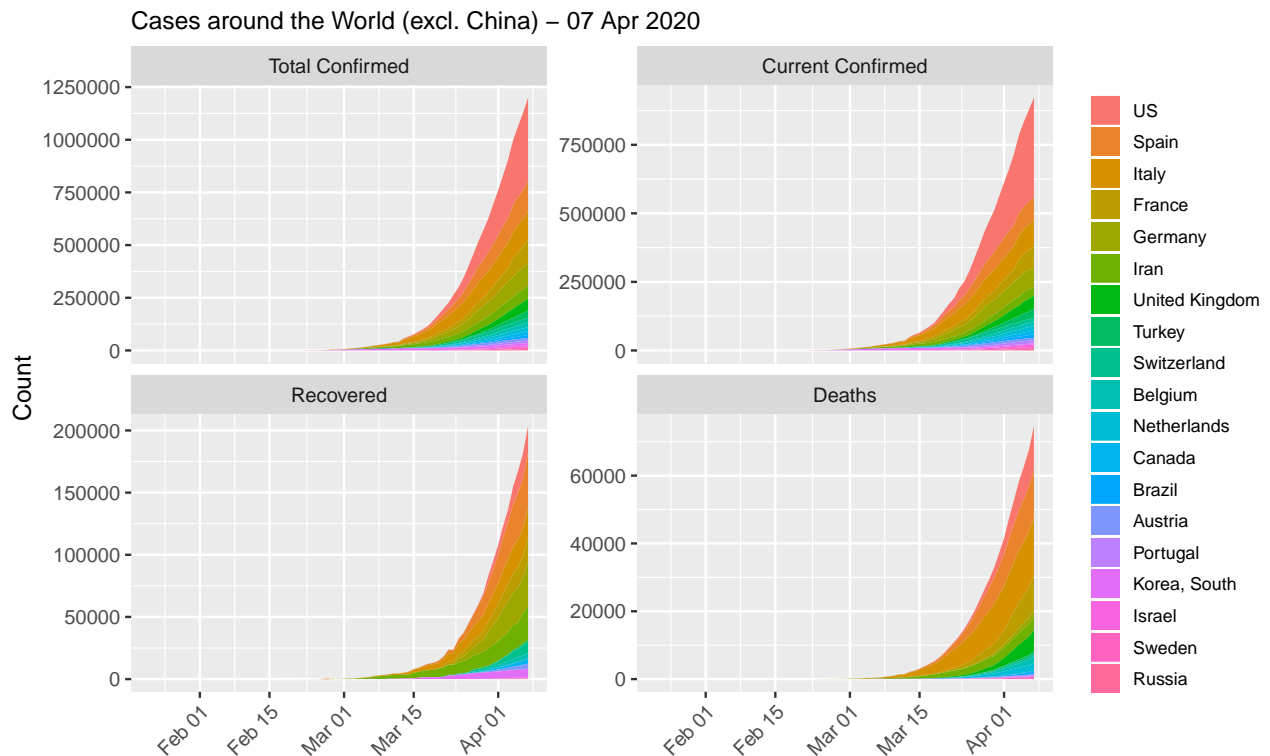 Cases around the World (excl. China) – 07 Apr 2020
Total Confirmed
Current Confirmed
1250000
1000000
750000
500000
250000
0
750000
500000
250000
0
Count
Recovered
Deaths
200000
150000
100000
50000
0
60000
40000
20000
0
Feb 01
Feb 15
Mar 01
Mar 15
Apr 01
Feb 01
Feb 15
Mar 01
Mar 15
Apr 01
US
Spain
Italy
France
Germany
Iran
United Kingdom
Turkey
Switzerland
Belgium
Netherlands
Canada
Brazil
Austria
Portugal
Korea, South
Israel
Sweden
Russia